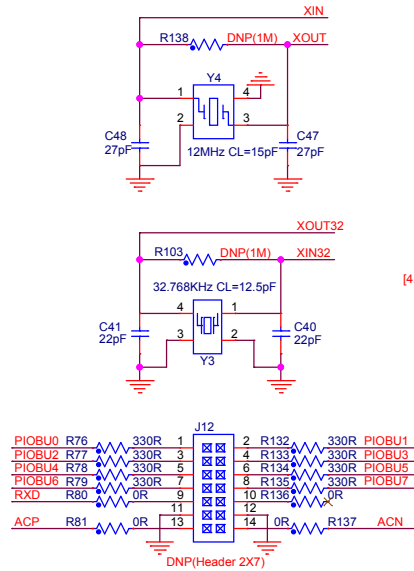 XIN
R138 DNP(1M) XOUT
Y4
1 4
2 3
C48 C47
27pF 27pF
12MHz CL=15pF
XOUT32
R103 DNP(1M) XIN32
[4
32.768KHz CL=12.5pF
4 1
C41 C40
22pF 3 2 22pF
Y3
J12
PIOBU0 R76 330R 1 2 R132 330R PIOBU1
PIOBU2 R77 330R 3 4 R133 330R PIOBU3
PIOBU4 R78 330R 5 6 R134 330R PIOBU5
PIOBU6 R79 330R 7 8 R135 330R PIOBU7
RXD R80 0R 9 10 R136 0R
11 12
ACP R81 0R 13 14 0R R137 ACN
DNP(Header 2X7)